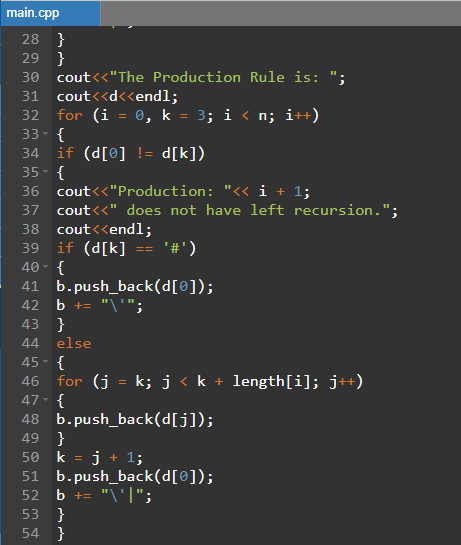 main.cpp
28 }
29 }
30 cout<<"The Production Rule is: ";
31 cout<<d<<endl;
32 for (i = 0, k = 3; i < n; i++)
33 {
34 if (d[0] != d[k])
35 {
36 cout<<"Production: "<< i + 1;
37 cout<<" does not have left recursion.";
38 cout<<endl;
39 if (d[k] == '#')
40 {
41 b.push_back(d[0]);
42 b += "\'";
43 }
44 else
45 {
46 for (j = k; j < k + length[i]; j++)
47 {
48 b.push_back(d[j]);
49 }
50 k = j + 1;
51 b.push_back(d[0]);
52 b += "\'|";
53 }
54 }